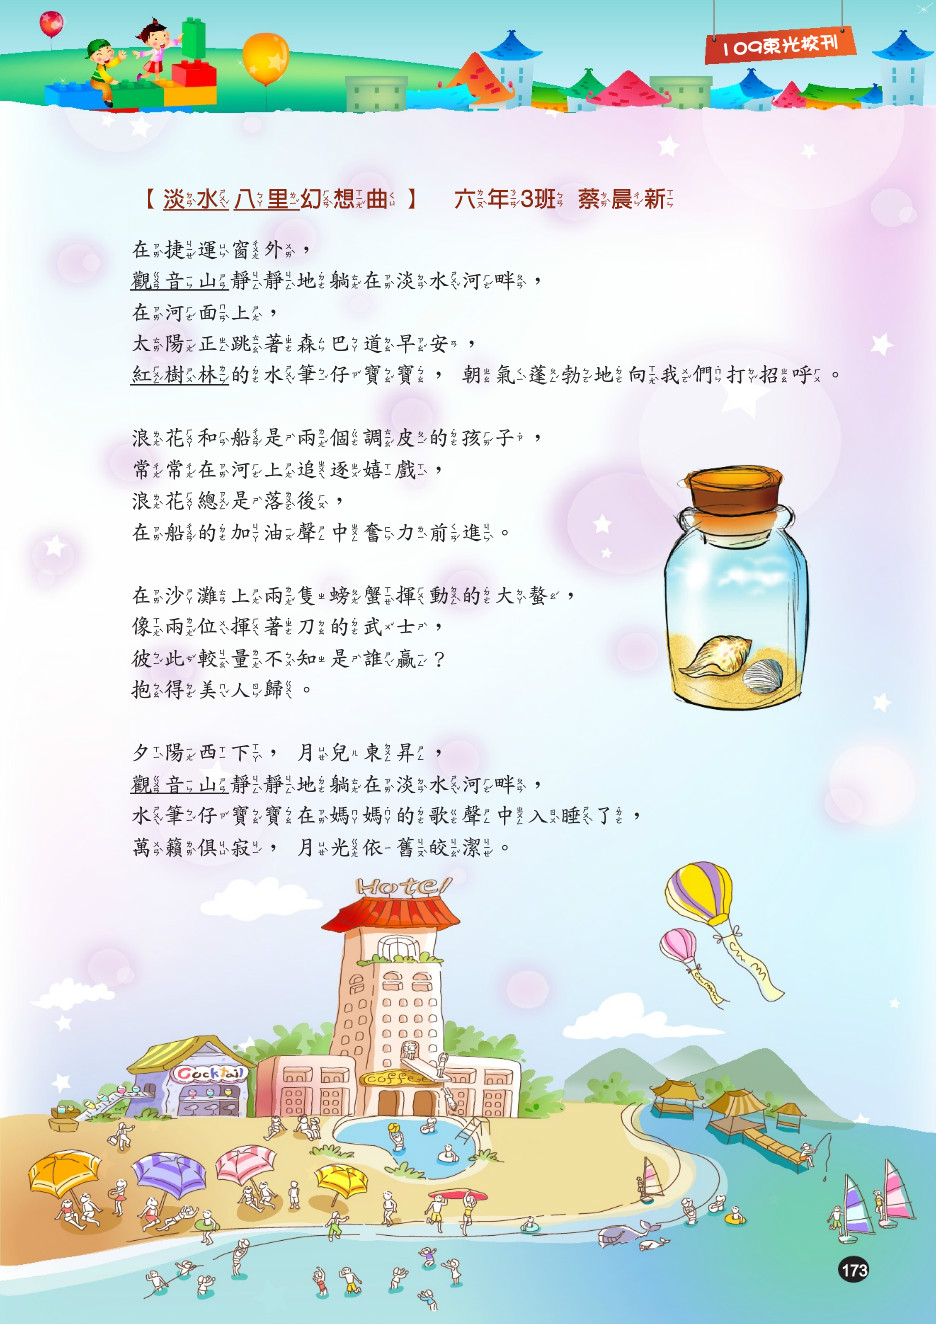 109東光校刊
【淡水八里幻想曲】 六年3班 蔡晨新
在捷運窗外，
觀音山靜靜地躺在淡水河畔，
在河面上，
太陽正跳著森巴道早安，
紅樹林的水筆仔寶寶，朝氣蓬勃地向我們打招呼。
浪花和船是兩個調皮的孩子，
常常在河上追逐嬉戲，
浪花總是落後，
在船的加油聲中奮力前進。
在沙灘上兩隻螃蟹揮動的大螯，
像兩位揮著刀的武士，
彼此較量不知是誰贏？
抱得美人歸。
夕陽西下，月兒東昇，
觀音山靜靜地躺在淡水河畔，
水筆仔寶寶在媽媽的歌聲中入睡了，
萬籟俱寂，月光依舊皎潔。
Hotel
Cocktail
Coffee
173